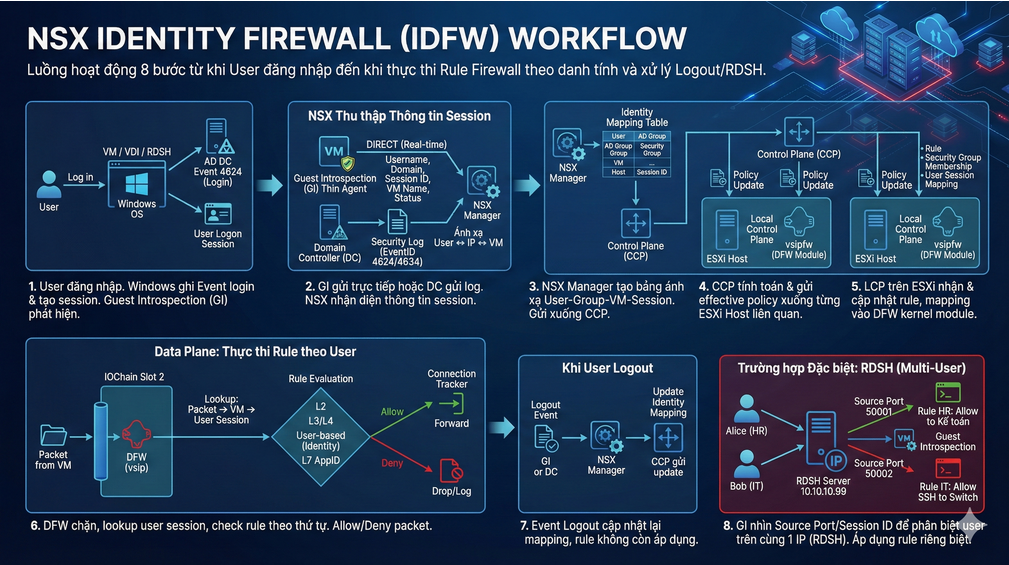 NSX IDENTITY FIREWALL (IDFW) WORKFLOW
Luồng hoạt động 8 bước từ khi User đăng nhập đến khi thực thi Rule Firewall theo danh tính và xử lý Logout/RDSH.
User
Log in
VM / VDI / RDSH
Windows
OS
AD DC
Event 4624
(Login)
User Logon
Session
1. User đăng nhập. Windows ghi Event login
& tạo session. Guest Introspection (GI)
phát hiện.
NSX Thu thập Thông tin Session
VM
Guest Introspection
(GI) Thin Agent
DIRECT (Real-time)
Username,
Domain,
Session ID,
VM Name,
Status
Domain
Controller (DC)
Security Log
(EventID
4624/4634)
NSX
Manager
Ánh xạ
User ↔ IP ↔ VM
2. GI gửi trực tiếp hoặc DC gửi log.
NSX nhận diện thông tin session.
NSX
Manager
Identity
Mapping Table
User
AD Group
AD Group
Group
Security
Group
VM
...
Host
Session ID
Control Plane
(CCP)
Control Plane (CCP)
Policy
Update
Policy
Update
Policy
Update
• Rule
• Security Group
Membership
• User Session
Mapping
ESXi Host
Local
Control
Plane
vsipfw
(DFW Module)
ESXi Host
Local
Control
Plane
vsipfw
(DFW Module)
3. NSX Manager tạo bảng ánh
xạ User-Group-VM-Session.
Gửi xuống CCP.
4. CCP tính toán & gửi
effective policy xuống từng
ESXi Host liên quan.
5. LCP trên ESXi nhận &
cập nhật rule, mapping
vào DFW kernel module.
Data Plane: Thực thi Rule theo User
Packet
from VM
IOChain Slot 2
DFW
(vsip)
Lookup:
Packet → VM →
User Session
Rule Evaluation
L2
L3/L4
User-based
(Identity)
L7 AppID
Allow
Deny
Connection
Tracker
Forward
Drop/Log
6. DFW chặn, lookup user session, check rule theo thứ tự. Allow/Deny packet.
Khi User Logout
Logout
Event
GI
or DC
NSX
Manager
Update
Identity
Mapping
CCP gửi
update
7. Event Logout cập nhật lại
mapping, rule không còn áp dụng.
Trường hợp Đặc biệt: RDSH (Multi-User)
Alice (HR)
Bob (IT)
IP
RDSH Server
10.10.10.99
Source Port
50001
Source Port
50002
Rule HR: Allow
to Kế toán
VM
Guest
Introspection
Rule IT: Allow
SSH to Switch
8. GI nhìn Source Port/Session ID để phân biệt user
trên cùng 1 IP (RDSH). Áp dụng rule riêng biệt.